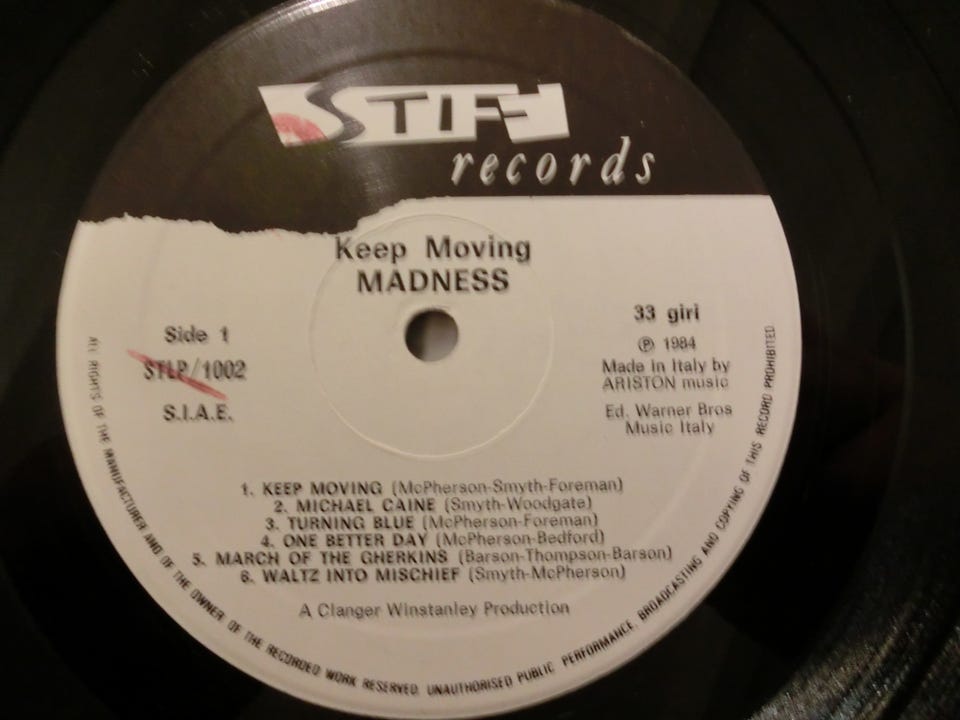 STIFF
records
Keep Moving
MADNESS
Side 1
STLP/1002
S.I.A.E.
33 giri
℗ 1984
Made in Italy by
ARISTON music
Ed. Warner Bros
Music Italy
1. KEEP MOVING (McPherson-Smyth-Foreman)
2. MICHAEL CAINE (Smyth-Woodgate)
3. TURNING BLUE (McPherson-Foreman)
4. ONE BETTER DAY (McPherson-Bedford)
5. MARCH OF THE GHERKINS (Barson-Thompson-Barson)
6. WALTZ INTO MISCHIEF (Smyth-McPherson)
A Clanger Winstanley Production
ALL RIGHTS OF THE MANUFACTURER AND OF THE OWNER OF THE RECORDED WORK RESERVED. UNAUTHORISED PUBLIC PERFORMANCE, BROADCASTING AND COPYING OF THIS RECORD PROHIBITED